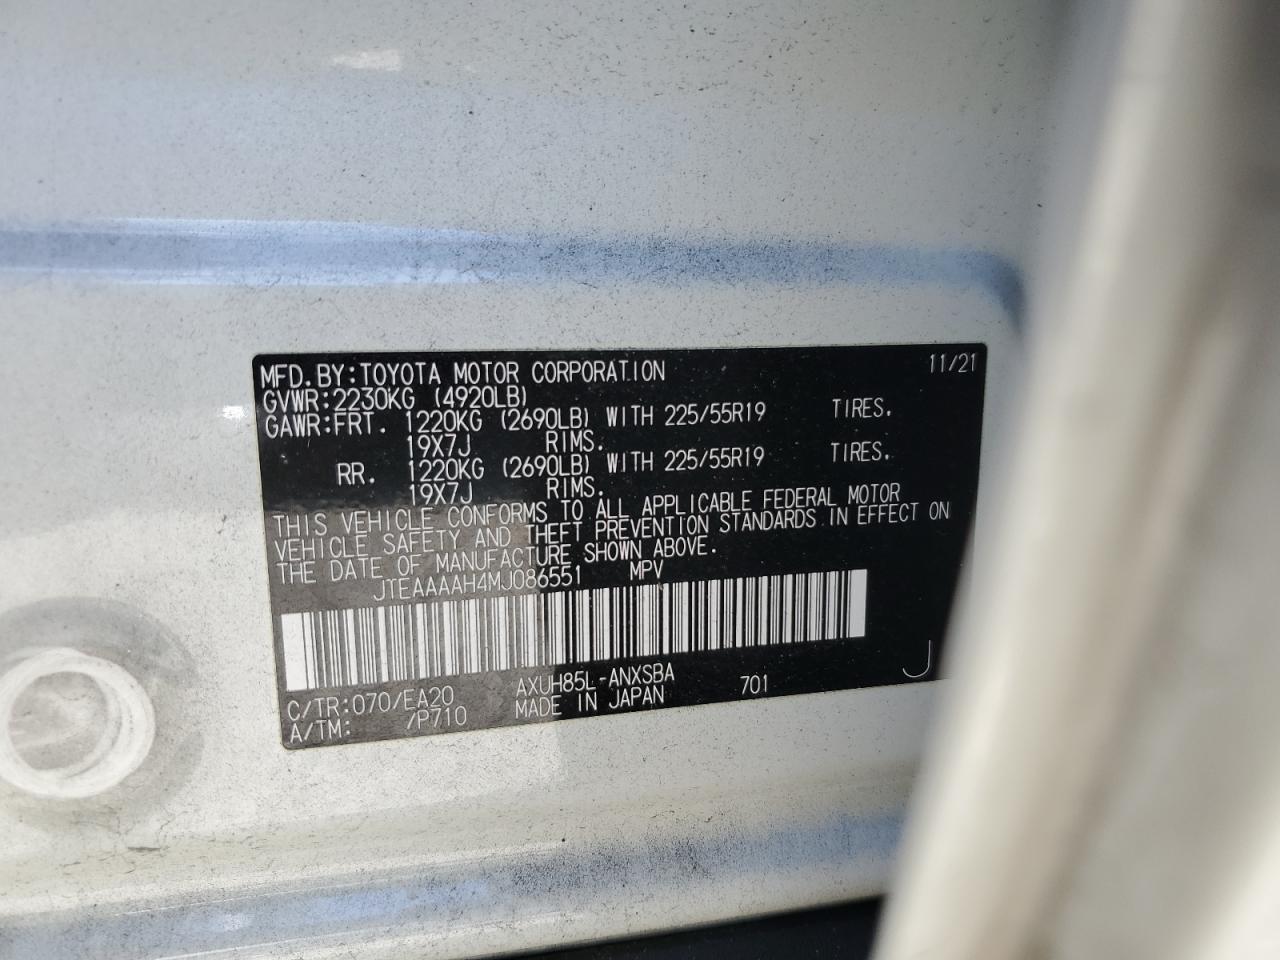 MFD.BY:TOYOTA MOTOR CORPORATION 11/21
GVWR:2230KG (4920LB)
GAWR:FRT. 1220KG (2690LB) WITH 225/55R19 TIRES.
19X7J RIMS.
RR. 1220KG (2690LB) WITH 225/55R19 TIRES.
19X7J RIMS.
THIS VEHICLE CONFORMS TO ALL APPLICABLE FEDERAL MOTOR
VEHICLE SAFETY AND THEFT PREVENTION STANDARDS IN EFFECT ON
THE DATE OF MANUFACTURE SHOWN ABOVE.
JTEAAAAH4MJ086551 MPV
C/TR:070/EA20 AXUH85L-ANXSBA 701 J
A/TM: /P710 MADE IN JAPAN